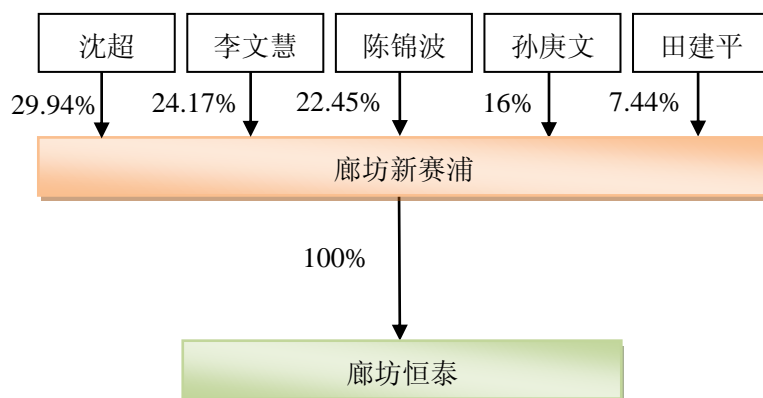 沈超 李文慧 陈锦波 孙庚文 田建平
29.94% 24.17% 22.45% 16% 7.44%
廊坊新赛浦
100%
廊坊恒泰